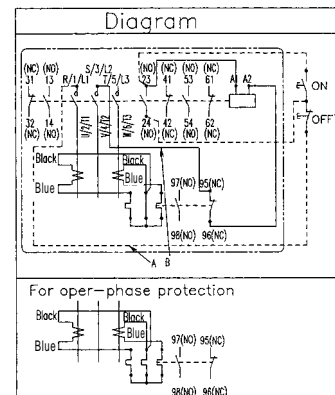 Diagram
S/3/L2
(NC) (NO) R/1/L1 T/5/L3 (NO) (NC) (NO) (NC)
31 13 23 41 53 61 A1 A2
ON
32 14 24 42 54 62
(NC) (NO) U/2/T1 V/4/T2 W/6/T3 (NO) (NC) (NO) (NC)
OFF
Black Black
Blue Blue
97(NO) 95(NC)
98(NO) 96(NC)
A B
For oper-phase protection
Black Black
Blue Blue
97(NO) 95(NC)
98(NO) 96(NC)